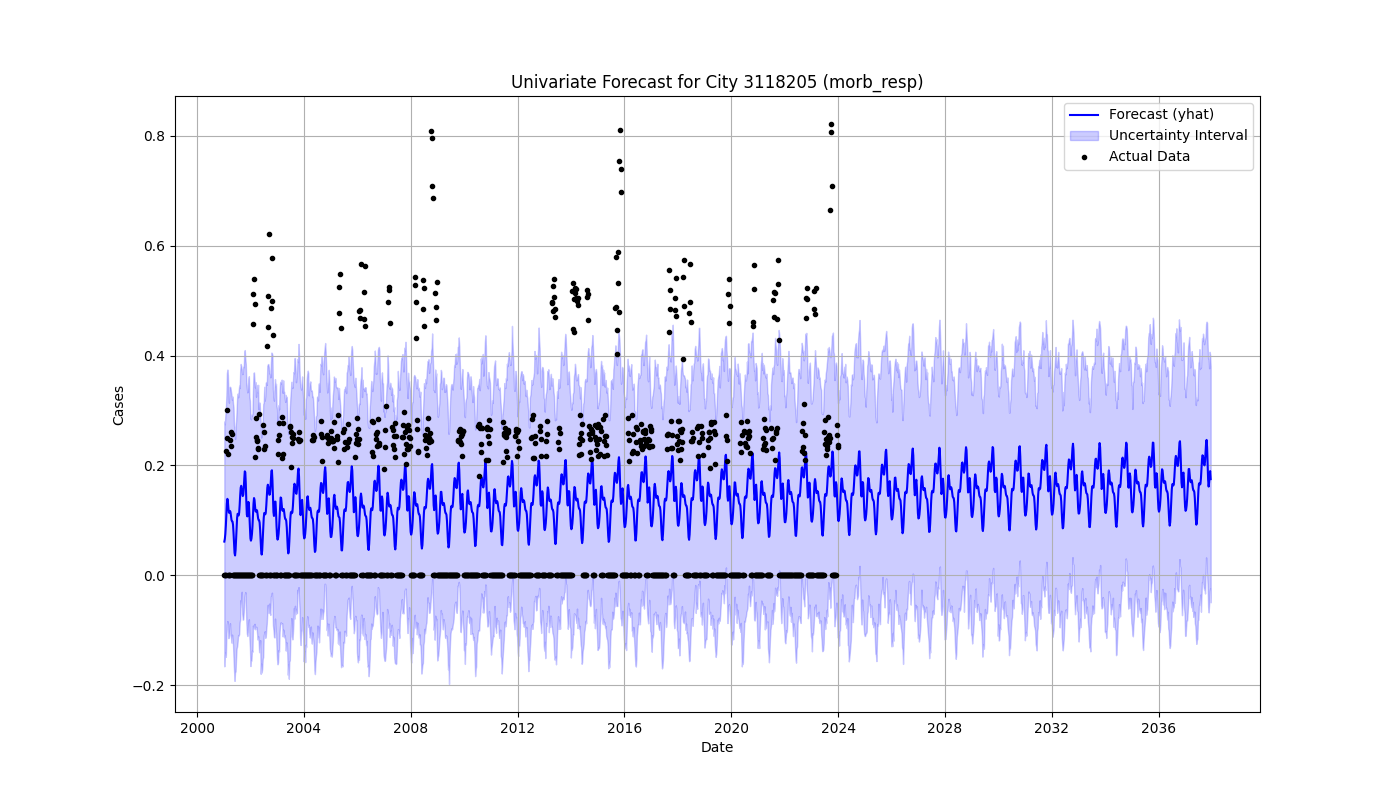 Univariate Forecast for City 3118205 (morb_resp)
Forecast (yhat)
Uncertainty Interval
Actual Data
Cases
0.8
0.6
0.4
0.2
0.0
−0.2
2000 2004 2008 2012 2016 2020 2024 2028 2032 2036
Date